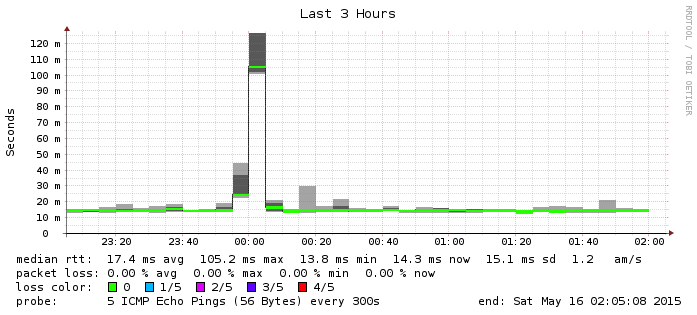 Last 3 Hours
RRDTOOL / TOBI OETIKER
Seconds
120 m
110 m
100 m
90 m
80 m
70 m
60 m
50 m
40 m
30 m
20 m
10 m
0
23:20 23:40 00:00 00:20 00:40 01:00 01:20 01:40 02:00
median rtt: 17.4 ms avg 105.2 ms max 13.8 ms min 14.3 ms now 15.1 ms sd 1.2 am/s
packet loss: 0.00 % avg 0.00 % max 0.00 % min 0.00 % now
loss color: 0 1/5 2/5 3/5 4/5
probe: 5 ICMP Echo Pings (56 Bytes) every 300s end: Sat May 16 02:05:08 2015